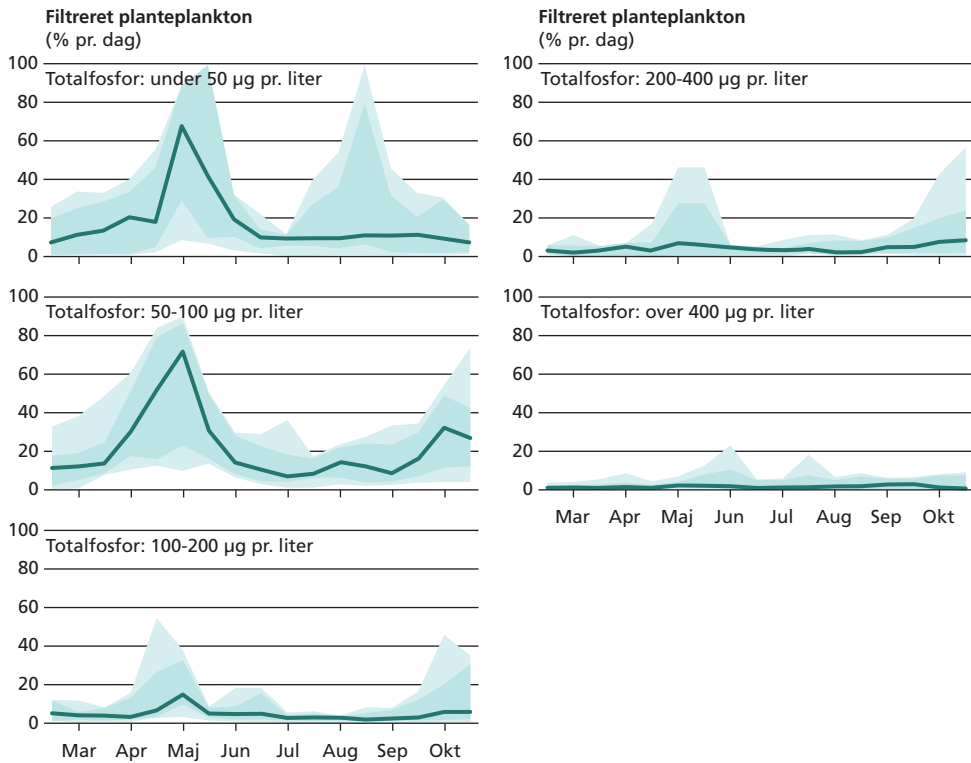 Filtreret planteplankton
(% pr. dag)
100
80
60
40
20
0
Totalfosfor: under 50 µg pr. liter
100
80
60
40
20
0
Totalfosfor: 50-100 µg pr. liter
100
80
60
40
20
0
Totalfosfor: 100-200 µg pr. liter
Mar Apr Maj Jun Jul Aug Sep Okt
Filtreret planteplankton
(% pr. dag)
100
80
60
40
20
0
Totalfosfor: 200-400 µg pr. liter
100
80
60
40
20
0
Totalfosfor: over 400 µg pr. liter
Mar Apr Maj Jun Jul Aug Sep Okt